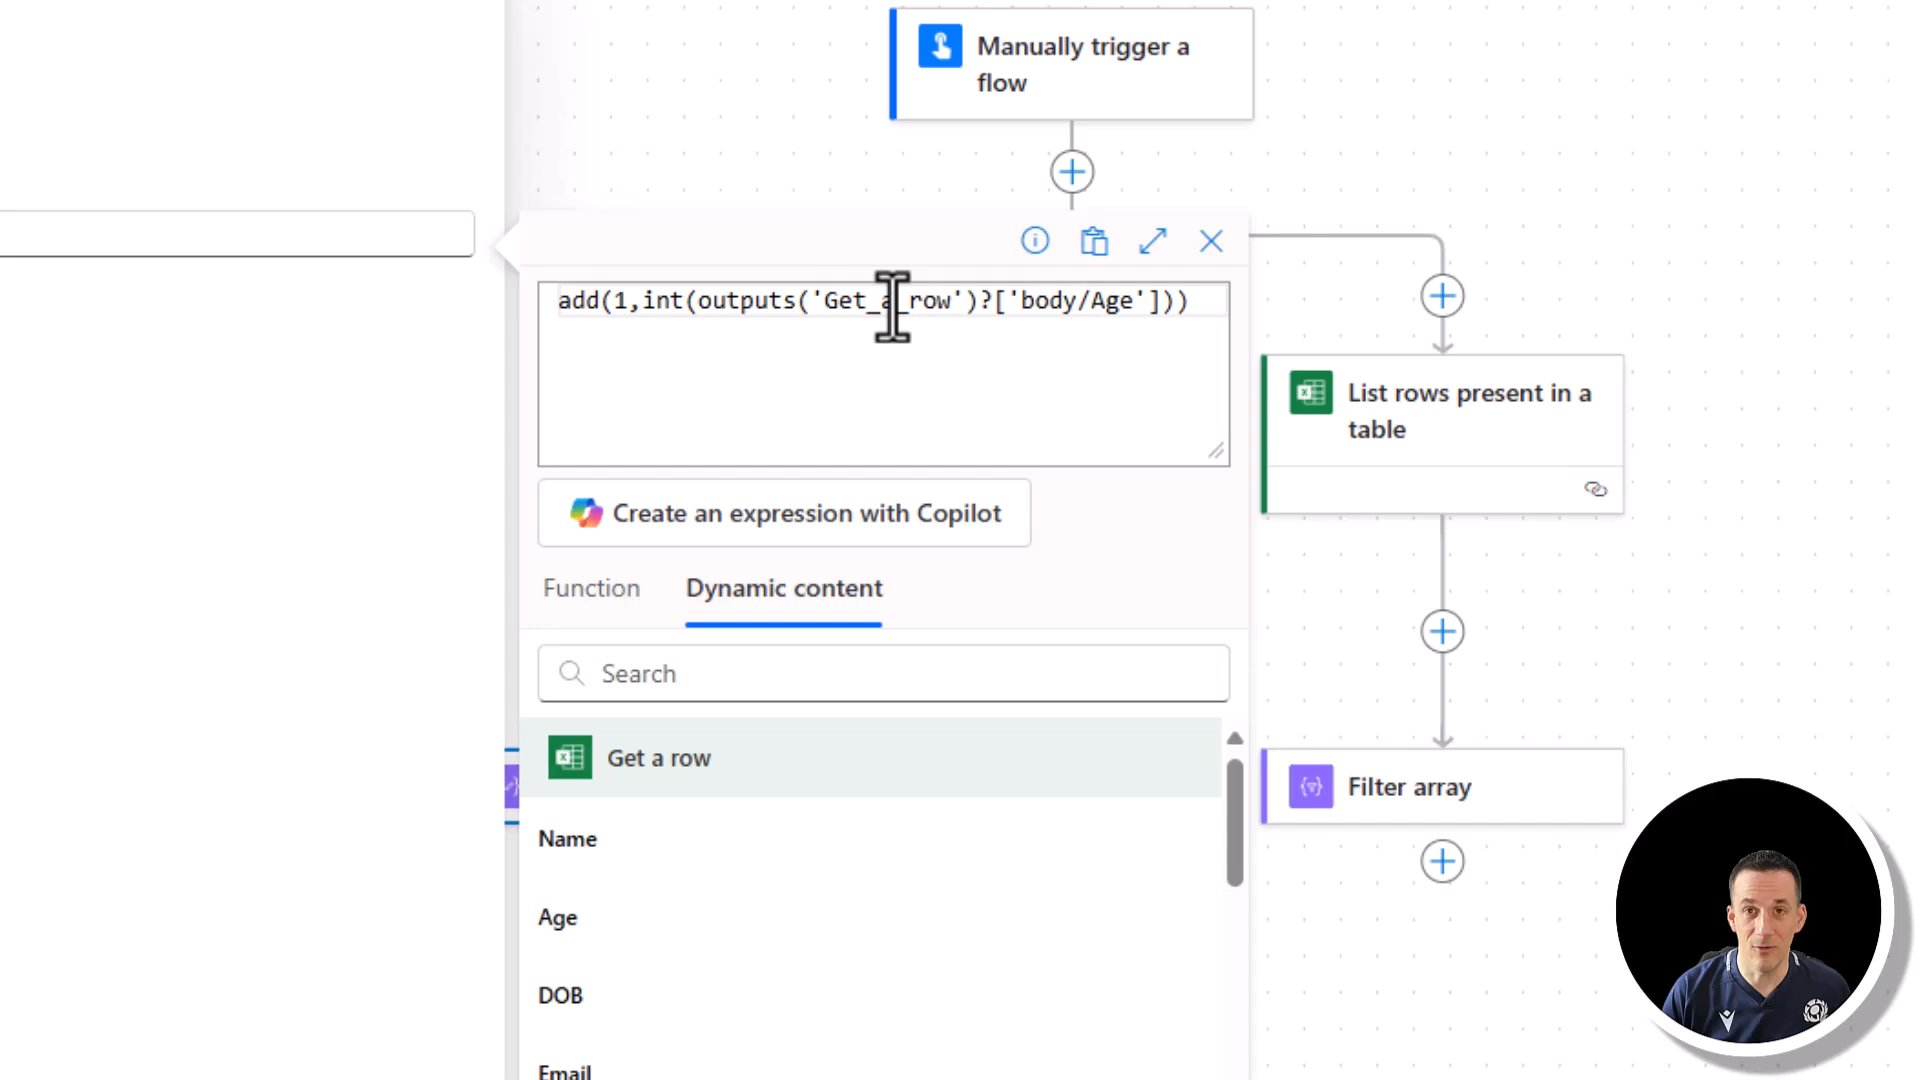 Manually trigger a
flow
add(1,int(outputs('Get_a_row')?['body/Age']))
Create an expression with Copilot
Function
Dynamic content
Search
Get a row
Name
Age
DOB
Email
List rows present in a
table
Filter array